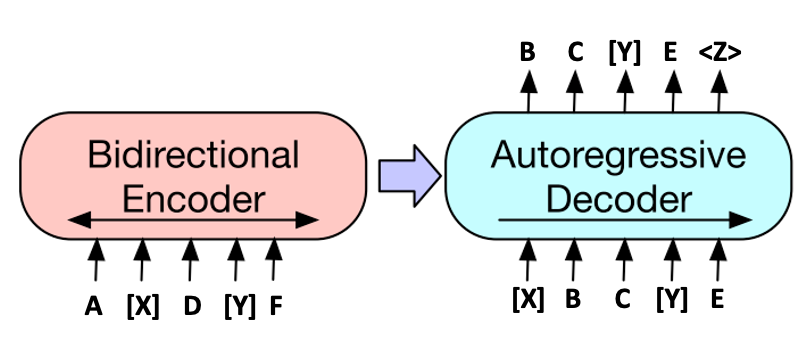 B C [Y] E <Z>
Bidirectional
Encoder
Autoregressive
Decoder
A [X] D [Y] F
[X] B C [Y] E